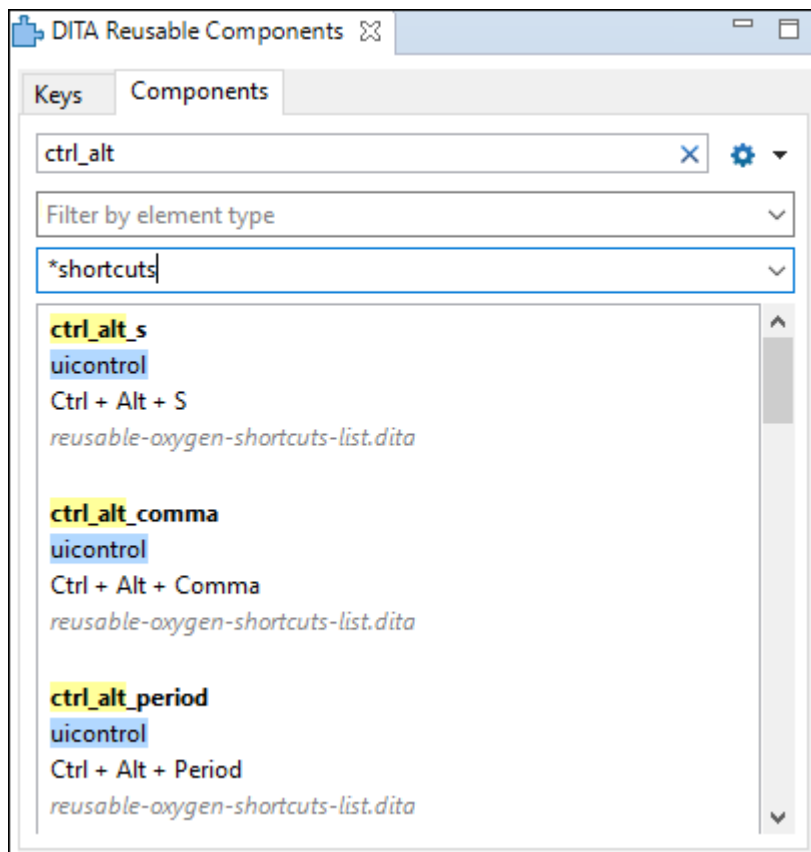 DITA Reusable Components
Keys
Components
ctrl_alt
Filter by element type
*shortcuts
ctrl_alt_s
uicontrol
Ctrl + Alt + S
reusable-oxygen-shortcuts-list.dita
ctrl_alt_comma
uicontrol
Ctrl + Alt + Comma
reusable-oxygen-shortcuts-list.dita
ctrl_alt_period
uicontrol
Ctrl + Alt + Period
reusable-oxygen-shortcuts-list.dita